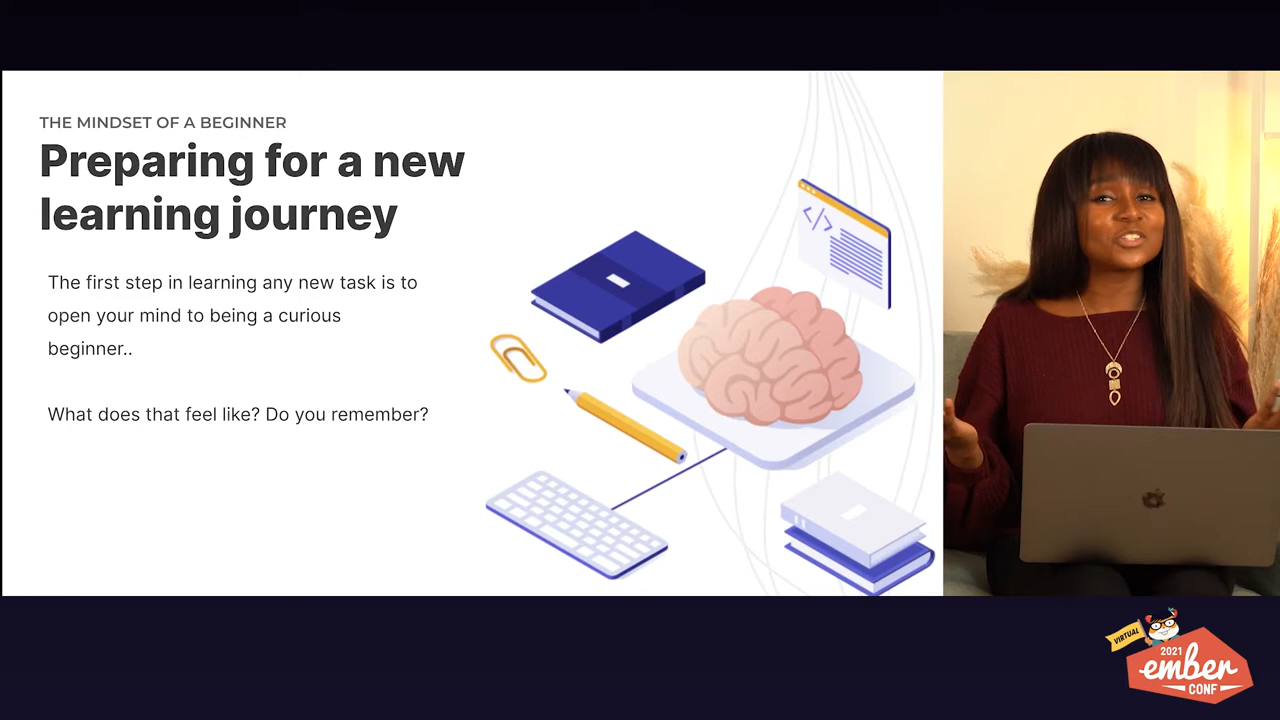 THE MINDSET OF A BEGINNER
Preparing for a new
learning journey
The first step in learning any new task is to
open your mind to being a curious
beginner..
What does that feel like? Do you remember?
</>
VIRTUAL
2021
ember
CONF